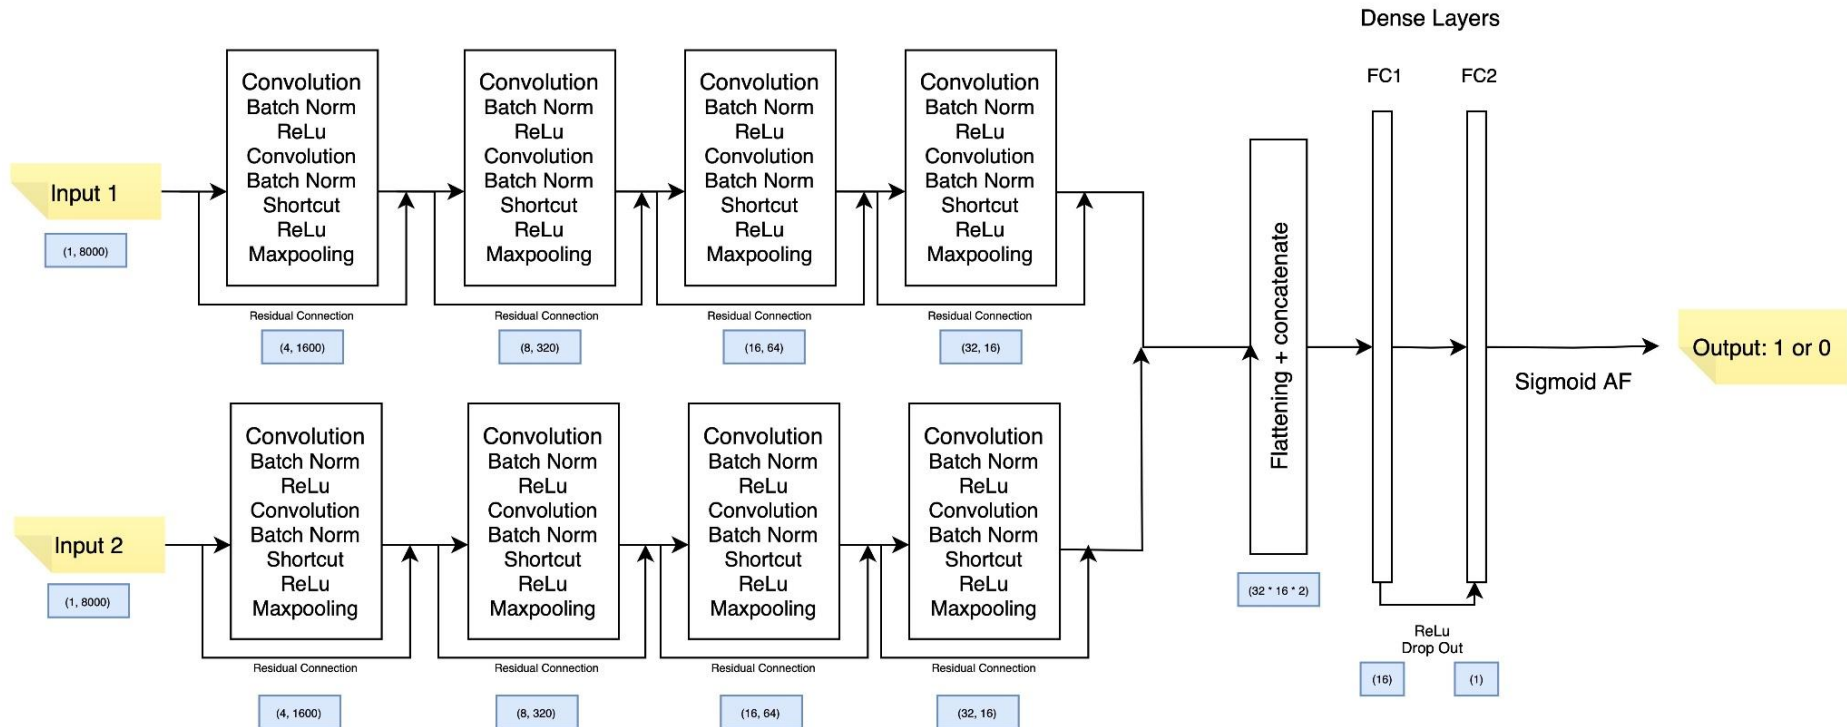 Dense Layers
FC1
FC2
Input 1
(1, 8000)
Convolution
Batch Norm
ReLu
Convolution
Batch Norm
Shortcut
ReLu
Maxpooling
Residual Connection
(4, 1600)
Convolution
Batch Norm
ReLu
Convolution
Batch Norm
Shortcut
ReLu
Maxpooling
Residual Connection
(8, 320)
Convolution
Batch Norm
ReLu
Convolution
Batch Norm
Shortcut
ReLu
Maxpooling
Residual Connection
(16, 64)
Convolution
Batch Norm
ReLu
Convolution
Batch Norm
Shortcut
ReLu
Maxpooling
Residual Connection
(32, 16)
Input 2
(1, 8000)
Convolution
Batch Norm
ReLu
Convolution
Batch Norm
Shortcut
ReLu
Maxpooling
Residual Connection
(4, 1600)
Convolution
Batch Norm
ReLu
Convolution
Batch Norm
Shortcut
ReLu
Maxpooling
Residual Connection
(8, 320)
Convolution
Batch Norm
ReLu
Convolution
Batch Norm
Shortcut
ReLu
Maxpooling
Residual Connection
(16, 64)
Convolution
Batch Norm
ReLu
Convolution
Batch Norm
Shortcut
ReLu
Maxpooling
Residual Connection
(32, 16)
Flattening + concatenate
(32 * 16 * 2)
ReLu
Drop Out
(16)
(1)
Sigmoid AF
Output: 1 or 0